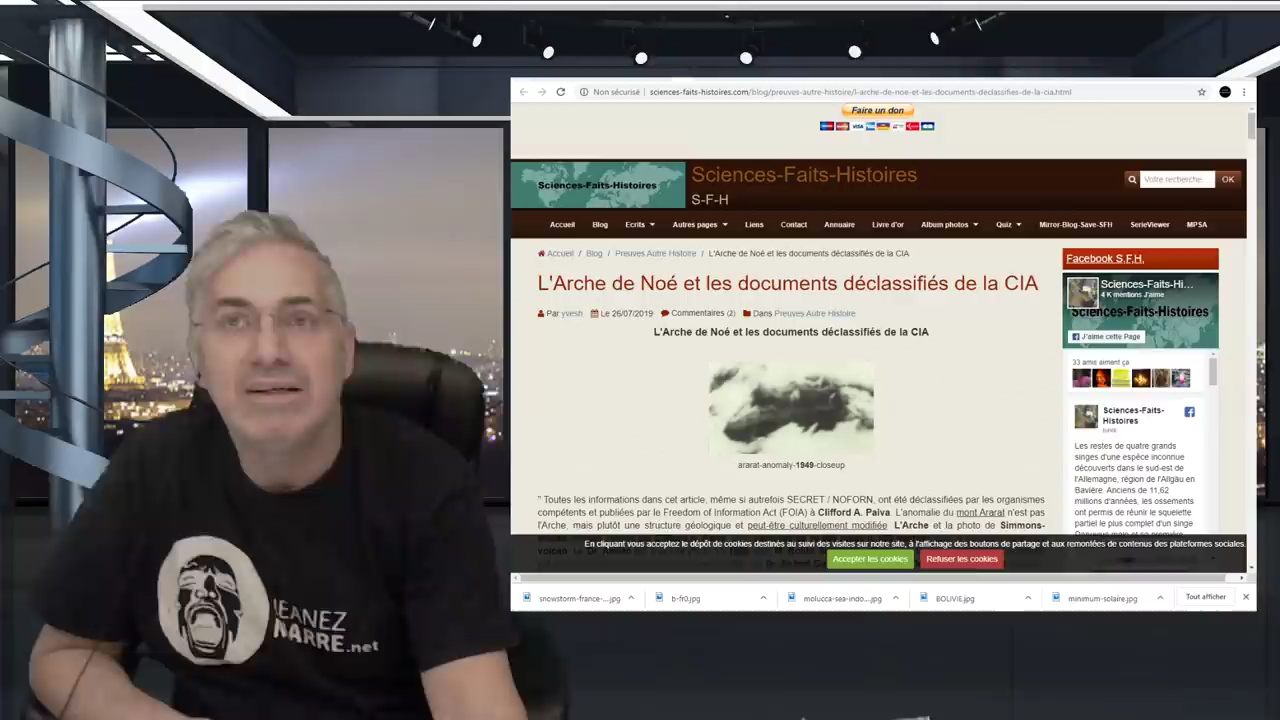 Non sécurisé | sciences-faits-histoires.com/blog/preuves-autre-histoire/l-arche-de-noe-et-les-documents-declassifies-de-la-cia.html
Faire un don
VISA
Sciences-Faits-Histoires
Sciences-Faits-Histoires
S-F-H
Votre recherche
OK
Accueil Blog Ecrits Autres pages Liens Contact Annuaire Livre d'or Album photos Quiz Mirror-Blog-Save-SFH SerieViewer MPSA
Accueil / Blog / Preuves Autre Histoire / L'Arche de Noé et les documents déclassifiés de la CIA
L'Arche de Noé et les documents déclassifiés de la CIA
Par yvesh Le 26/07/2019 Commentaires (2) Dans Preuves Autre Histoire
L'Arche de Noé et les documents déclassifiés de la CIA
ararat-anomaly-1949-closeup
" Toutes les informations dans cet article, même si autrefois SECRET / NOFORN, ont été déclassifiées par les organismes
compétents et publiées par le Freedom of Information Act (FOIA) à Clifford A. Paiva. L'anomalie du mont Ararat n'est pas
l'Arche, mais plutôt une structure géologique et peut-être culturellement modifiée L'Arche et la photo de Simmons-
Facebook S.F.H.
Sciences-Faits-Hi...
4 K mentions J'aime
Sciences-Faits-Histoires
J'aime cette Page
33 amis aiment ça
Sciences-Faits-
Histoires
lundi
Les restes de quatre grands
singes d'une espèce inconnue
découverts dans le sud-est de
l'Allemagne, région de l'Allgäu en
Bavière. Anciens de 11,62
millions d'années, les ossements
ont permis de réunir le squelette
partiel le plus complet d'un singe
En cliquant vous acceptez le dépôt de cookies destinés au suivi des visites sur notre site, à l'affichage des boutons de partage et aux remontées de contenus des plateformes sociales.
Accepter les cookies
Refuser les cookies
snowstorm-france-...jpg
b-fr0.jpg
molucca-sea-indo...jpg
BOLIVIE.jpg
minimum-solaire.jpg
Tout afficher
JEANEZ
MARRE.net